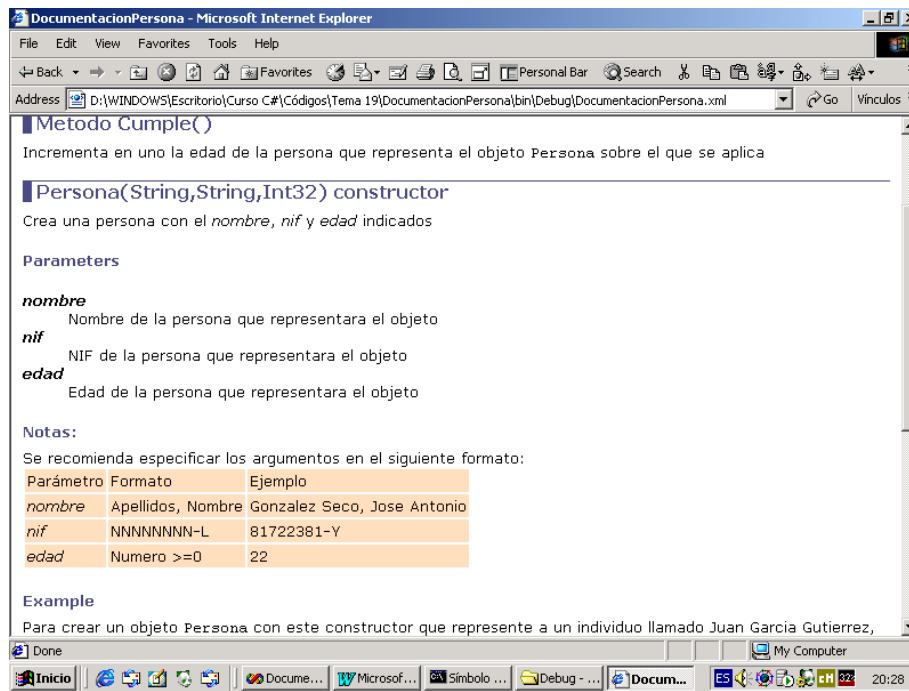 DocumentacionPersona - Microsoft Internet Explorer
File Edit View Favorites Tools Help
Back Favorites Personal Bar Search
Address D:\WINDOWS\Escritorio\Curso C#\Códigos\Tema 19\DocumentacionPersona\bin\Debug\DocumentacionPersona.xml Go Vínculos
Metodo Cumple()
Incrementa en uno la edad de la persona que representa el objeto Persona sobre el que se aplica
Persona(String,String,Int32) constructor
Crea una persona con el nombre, nif y edad indicados
Parameters
nombre
Nombre de la persona que representara el objeto
nif
NIF de la persona que representara el objeto
edad
Edad de la persona que representara el objeto
Notas:
Se recomienda especificar los argumentos en el siguiente formato:
Parámetro Formato Ejemplo
nombre Apellidos, Nombre Gonzalez Seco, Jose Antonio
nif NNNNNNNN-L 81722381-Y
edad Numero >=0 22
Example
Para crear un objeto Persona con este constructor que represente a un individuo llamado Juan Garcia Gutierrez,
Done My Computer
Inicio Docume... Microsof... Símbolo ... Debug - ... Docum... ES 20:28